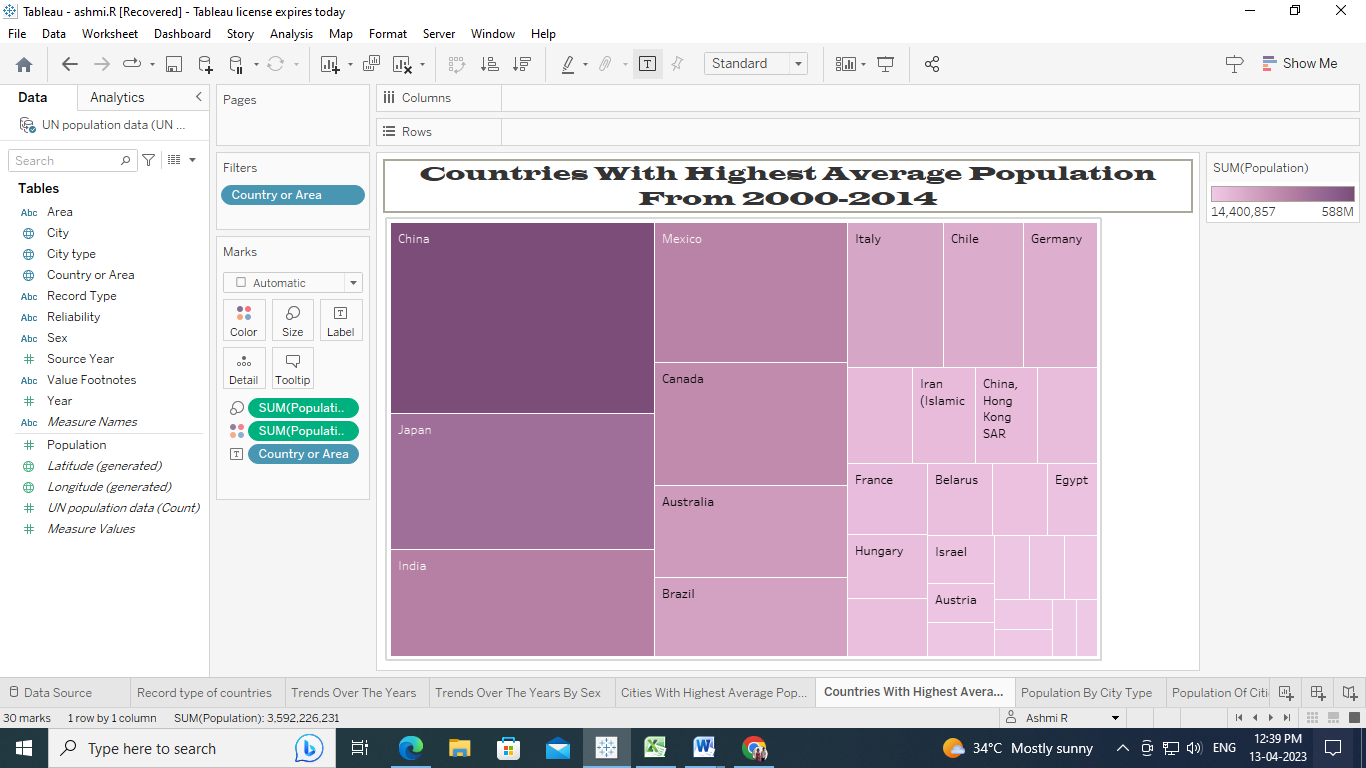 Tableau - ashmi.R [Recovered] - Tableau license expires today
File Data Worksheet Dashboard Story Analysis Map Format Server Window Help
Standard
Show Me
Data Analytics
UN population data (UN ...
Search
Tables
Abc Area
City
City type
Country or Area
Abc Record Type
Abc Reliability
Abc Sex
# Source Year
# Value Footnotes
# Year
Abc Measure Names
# Population
Latitude (generated)
Longitude (generated)
# UN population data (Count)
# Measure Values
Pages
Filters
Country or Area
Marks
Automatic
Color Size Label
Detail Tooltip
SUM(Populati..
SUM(Populati..
Country or Area
Columns
Rows
Countries With Highest Average Population
From 2000-2014
China
Japan
India
Mexico
Canada
Australia
Brazil
Italy
Chile
Germany
Iran
(Islamic
China,
Hong
Kong
SAR
France
Belarus
Egypt
Hungary
Israel
Austria
SUM(Population)
14,400,857 588M
Data Source Record type of countries Trends Over The Years Trends Over The Years By Sex Cities With Highest Average Pop... Countries With Highest Avera... Population By City Type Population Of Citi
30 marks 1 row by 1 column SUM(Population): 3,592,226,231
Ashmi R
Type here to search
34°C Mostly sunny
ENG
12:39 PM
13-04-2023